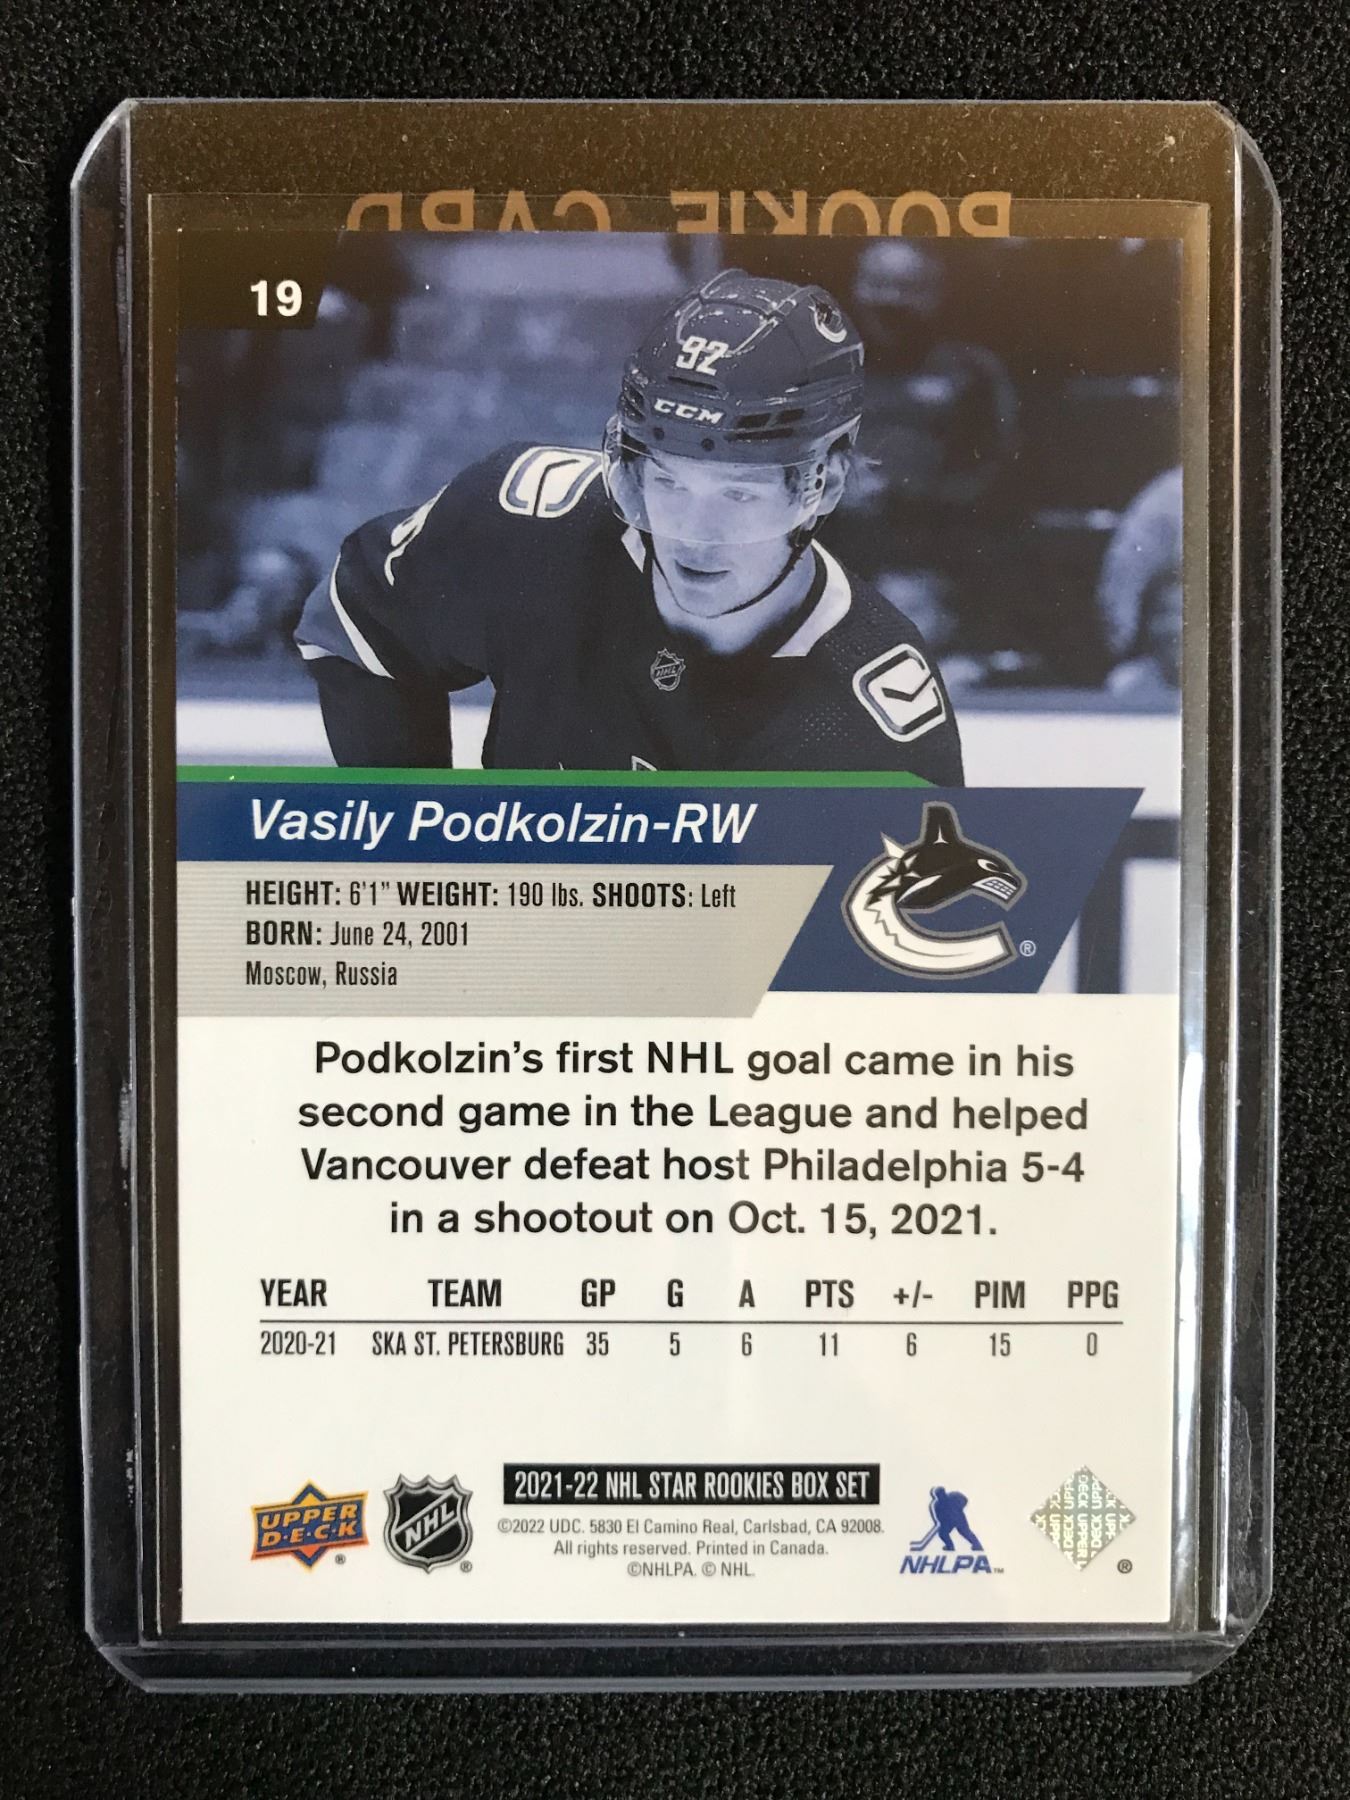 ROOKIE CARD
19
92
CCM
NHL
Vasily Podkolzin-RW
HEIGHT: 6'1" WEIGHT: 190 lbs. SHOOTS: Left
BORN: June 24, 2001
Moscow, Russia
®
Podkolzin's first NHL goal came in his
second game in the League and helped
Vancouver defeat host Philadelphia 5-4
in a shootout on Oct. 15, 2021.
YEAR TEAM GP G A PTS +/- PIM PPG
2020-21 SKA ST. PETERSBURG 35 5 6 11 6 15 0
UPPER
D·E·C·K
®
NHL
®
2021-22 NHL STAR ROOKIES BOX SET
©2022 UDC. 5830 El Camino Real, Carlsbad, CA 92008.
All rights reserved. Printed in Canada.
©NHLPA. © NHL.
NHLPA™
®